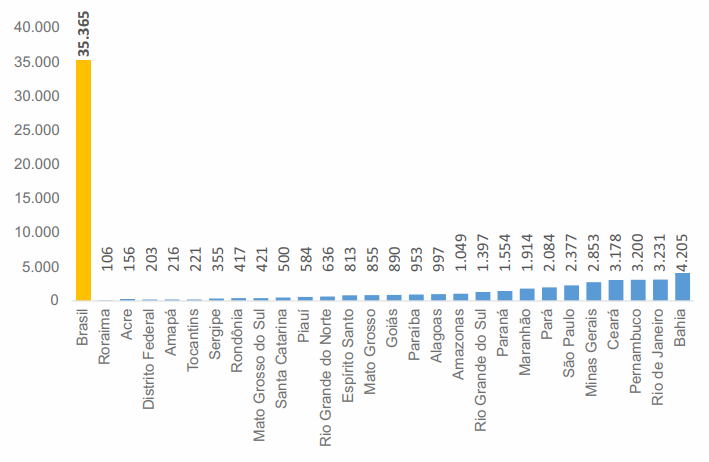 40.000
35.000
30.000
25.000
20.000
15.000
10.000
5.000
0
35.365
106
156
203
216
221
355
417
421
500
584
636
813
855
890
953
997
1.049
1.397
1.554
1.914
2.084
2.377
2.853
3.178
3.200
3.231
4.205
Brasil
Roraima
Acre
Distrito Federral
Amapá
Tocantins
Sergipe
Rondônia
Mato Grosso do Sul
Santa Catarina
Piauí
Rio Grande do Norte
Espírito Santo
Mato Grosso
Goiás
Paraíba
Alagoas
Amazonas
Rio Grande do Sul
Paraná
Maranhão
Pará
São Paulo
Minas Gerais
Ceará
Pernambuco
Rio de Janeiro
Bahia